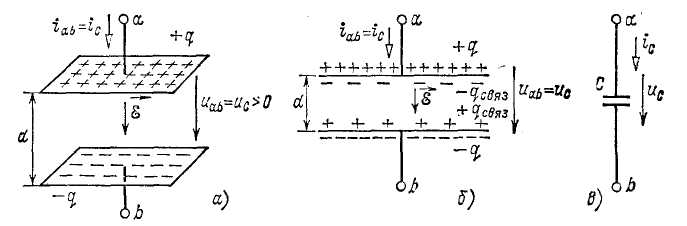 a
i_ab=i_c
+q
d
ℰ
u_ab=u_c>0
-q
b
а)
a
i_ab=i_c
+q
d
ℰ
-q_связ
+q_связ
u_ab=u_c
-q
b
б)
a
i_c
C
u_c
b
в)